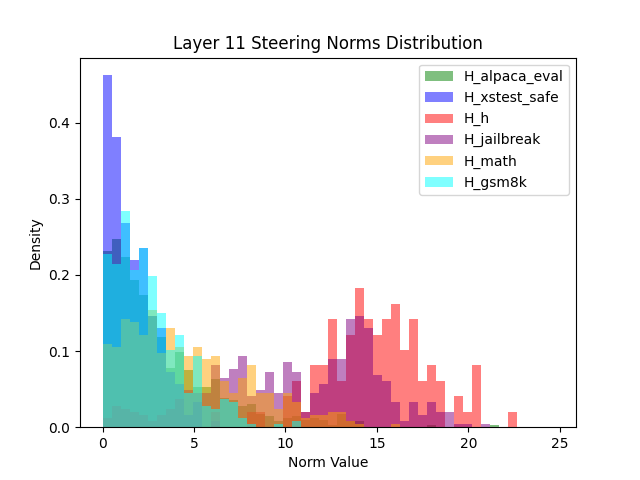 Layer 11 Steering Norms Distribution
H_alpaca_eval
H_xstest_safe
H_h
H_jailbreak
H_math
H_gsm8k
Density
0.4
0.3
0.2
0.1
0.0
0
5
10
15
20
25
Norm Value